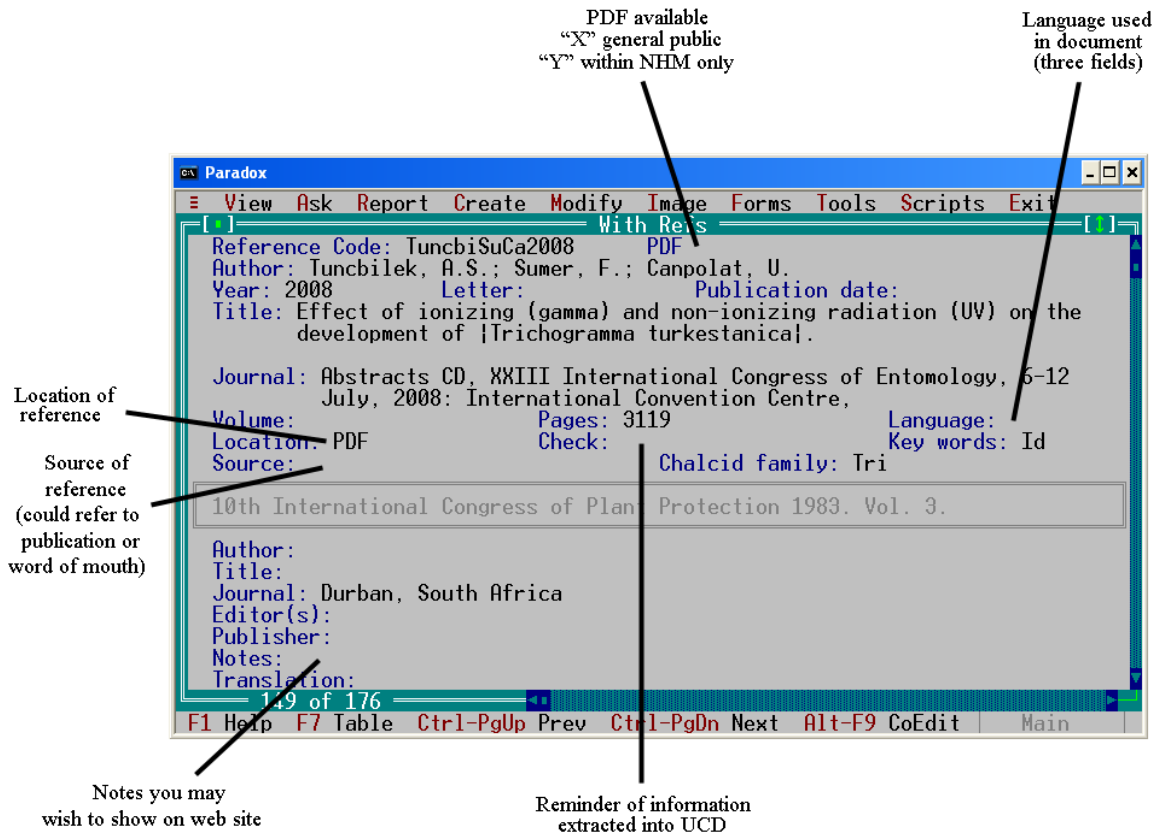 PDF available
“X” general public
“Y” within NHM only
Language used
in document
(three fields)
Paradox
View Ask Report Create Modify Image Forms Tools Scripts Exit
With Refs
Reference Code: TuncbiSuCa2008 PDF
Author: Tuncbilek, A.S.; Sumer, F.; Canpolat, U.
Year: 2008 Letter: Publication date:
Title: Effect of ionizing (gamma) and non-ionizing radiation (UV) on the
development of |Trichogramma turkestanica|.
Journal: Abstracts CD, XXIII International Congress of Entomology, 6-12
July, 2008: International Convention Centre,
Volume: Pages: 3119 Language:
Location: PDF Check: Key words: Id
Source: Chalcid family: Tri
10th International Congress of Plant Protection 1983. Vol. 3.
Author:
Title:
Journal: Durban, South Africa
Editor(s):
Publisher:
Notes:
Translation:
149 of 176
F1 Help F7 Table Ctrl-PgUp Prev Ctrl-PgDn Next Alt-F9 CoEdit Main
Location of
reference
Source of
reference
(could refer to
publication or
word of mouth)
Notes you may
wish to show on web site
Reminder of information
extracted into UCD